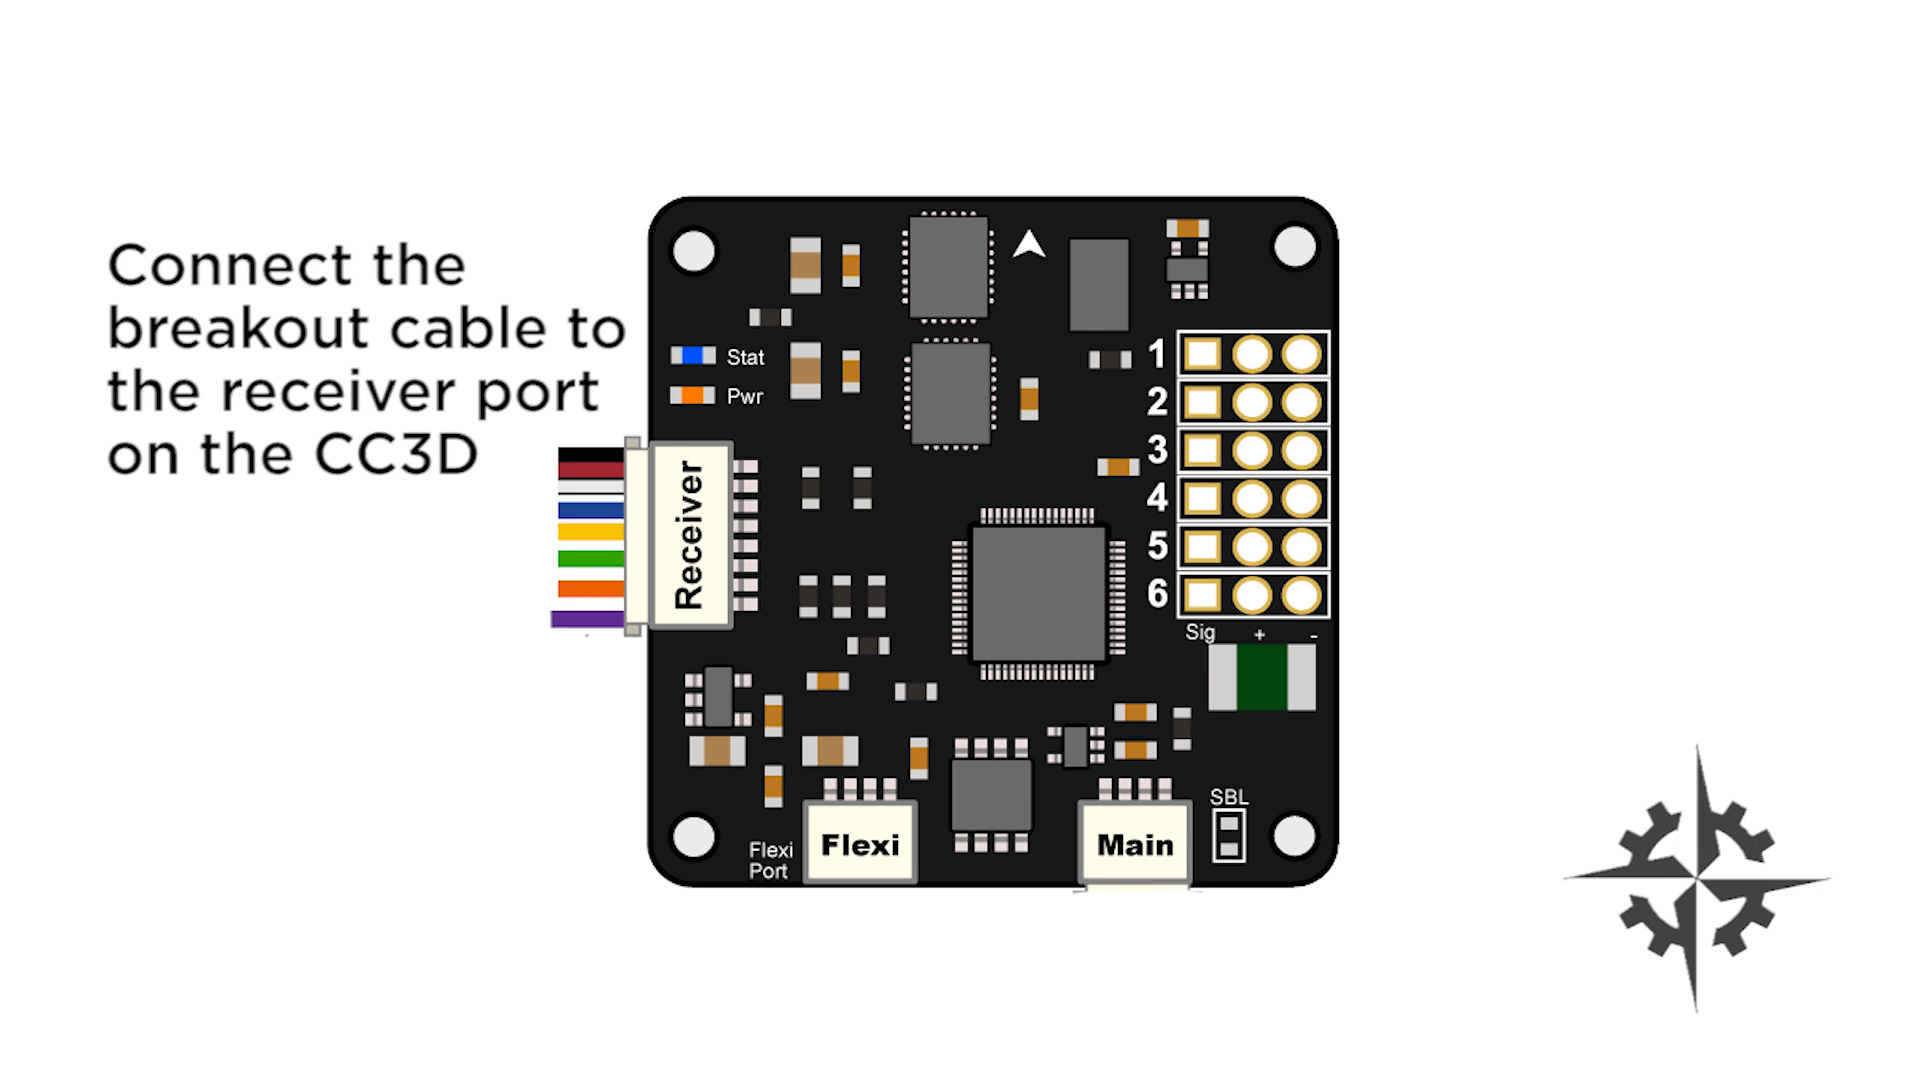 Connect the
breakout cable to
the receiver port
on the CC3D
Stat
Pwr
Receiver
1
2
3
4
5
6
Sig + -
SBL
Flexi
Port
Flexi
Main